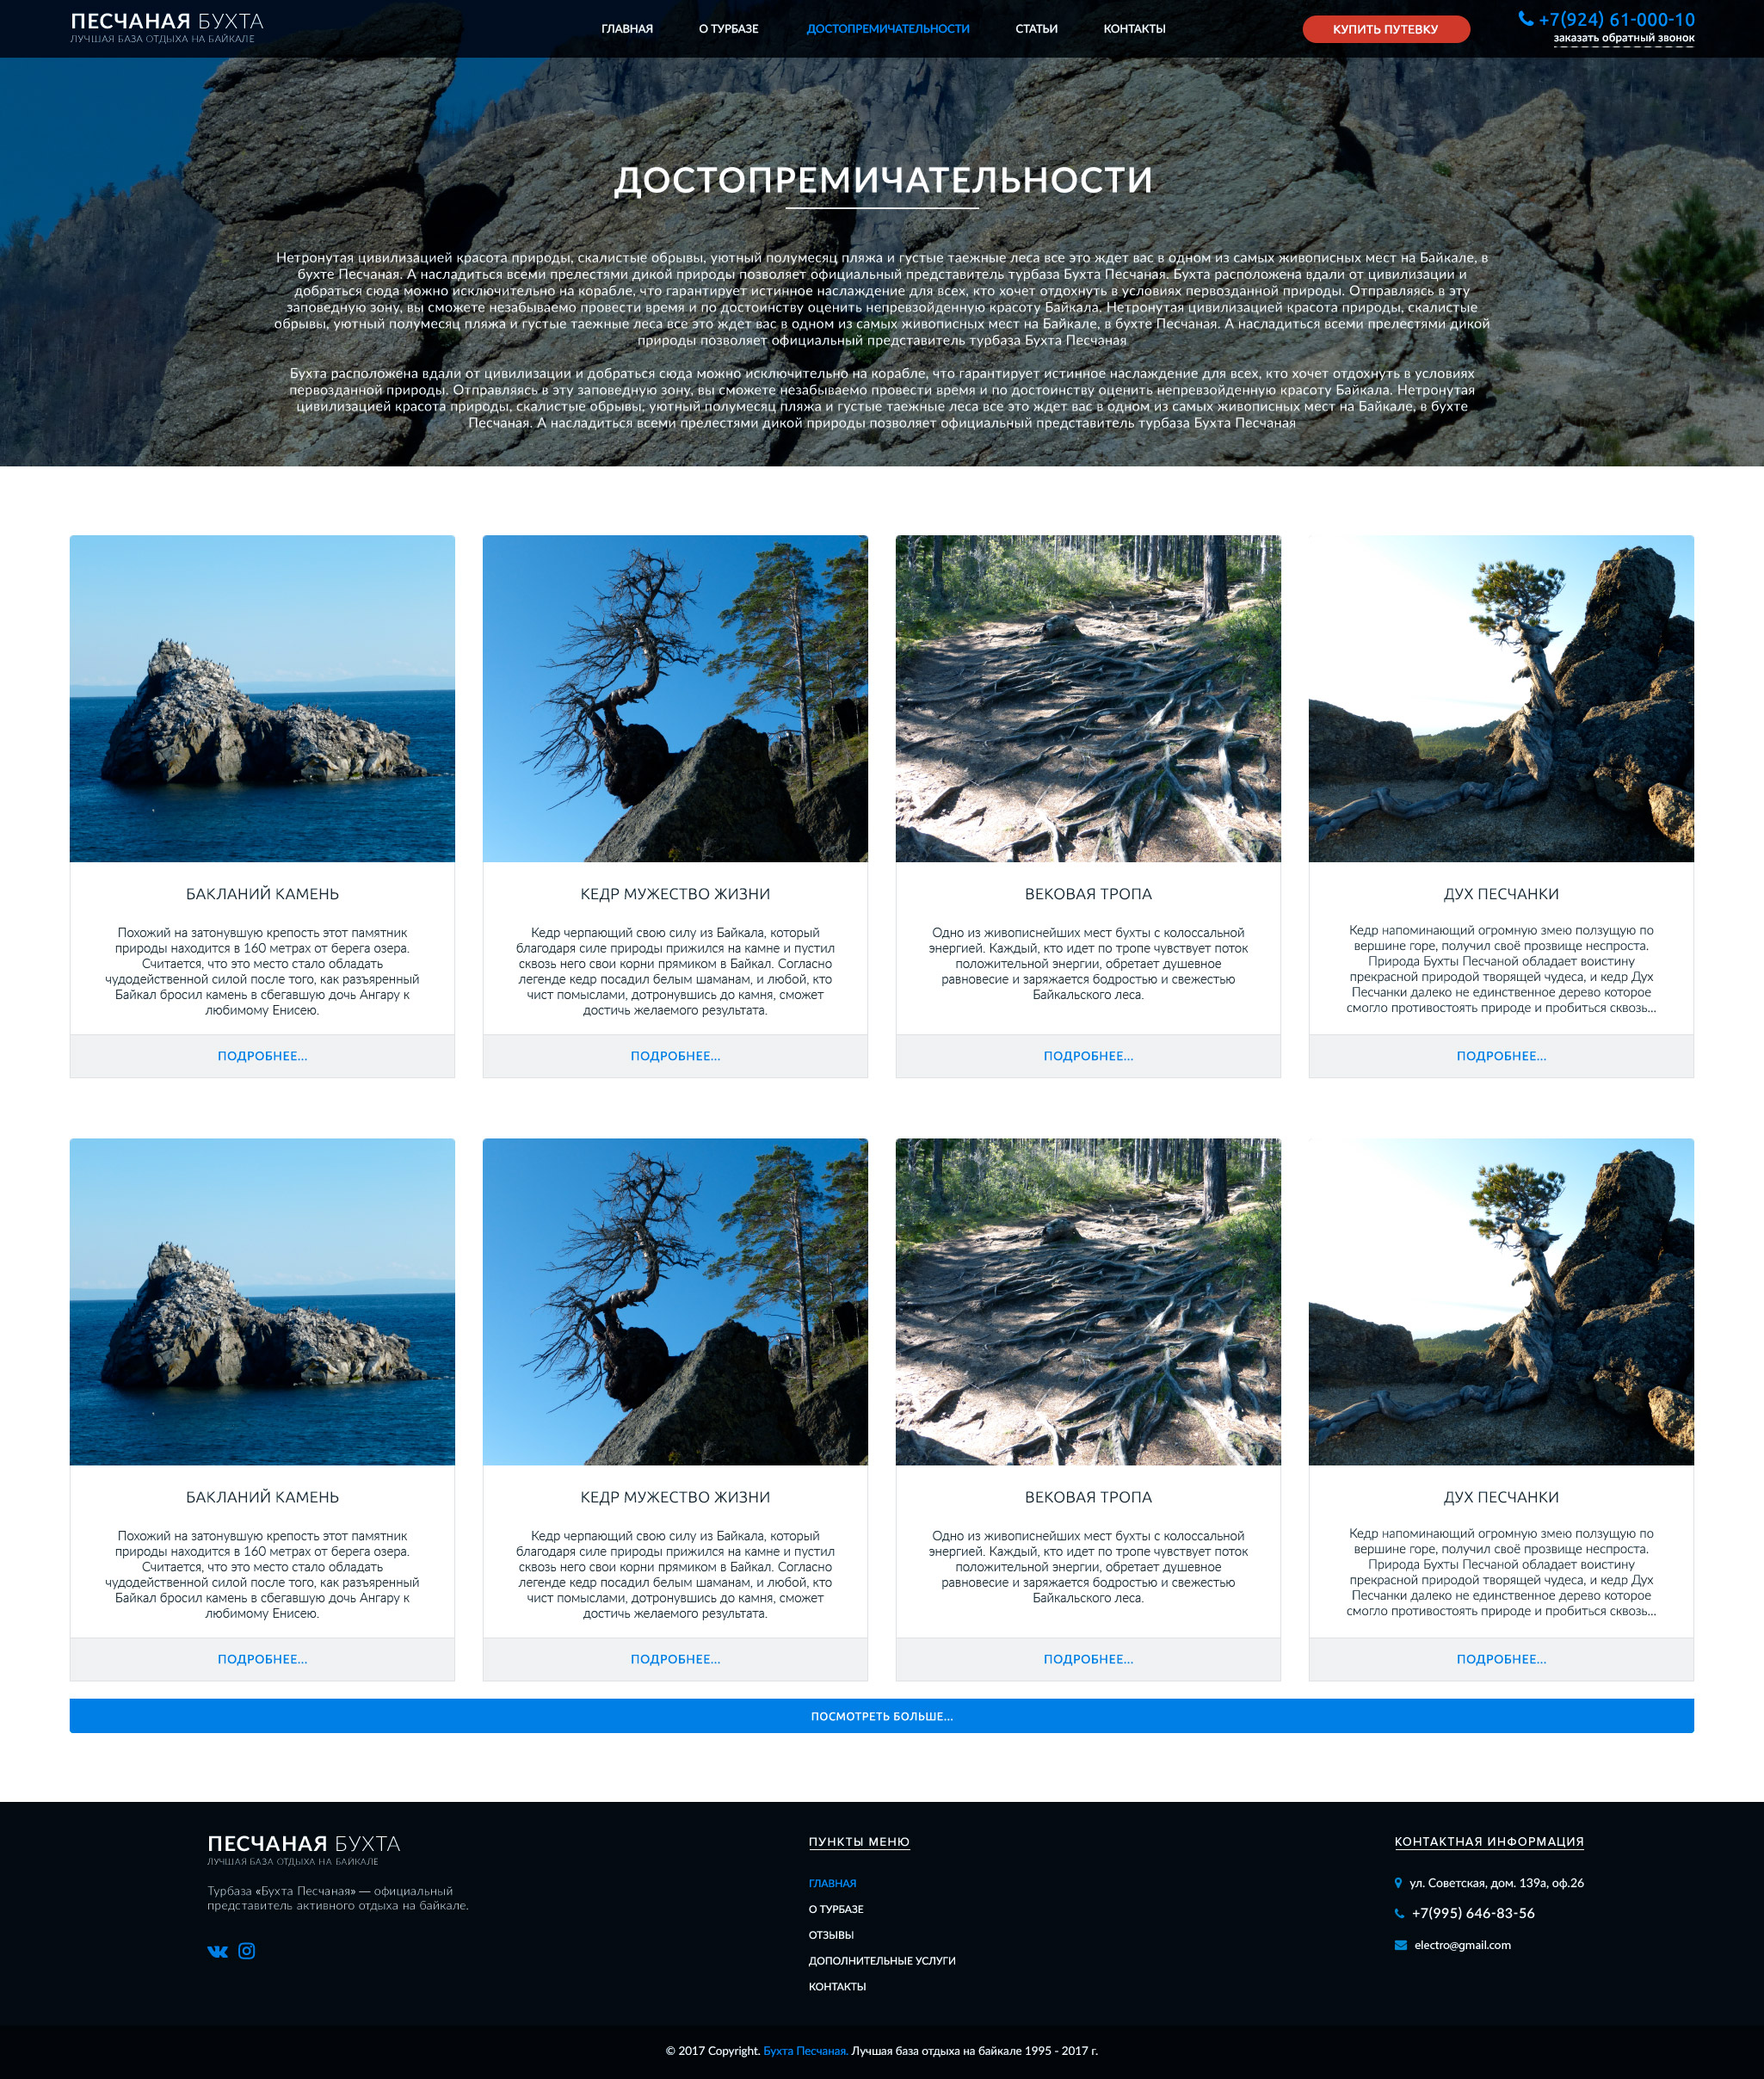 ПЕСЧАНАЯ БУХТА
ЛУЧШАЯ БАЗА ОТДЫХА НА БАЙКАЛЕ
ГЛАВНАЯ
О ТУРБАЗЕ
ДОСТОПРЕМИЧАТЕЛЬНОСТИ
СТАТЬИ
КОНТАКТЫ
КУПИТЬ ПУТЕВКУ
+7(924) 61-000-10
заказать обратный звонок
ДОСТОПРЕМИЧАТЕЛЬНОСТИ
Нетронутая цивилизацией красота природы, скалистые обрывы, уютный полумесяц пляжа и густые таежные леса все это ждет вас в одном из самых живописных мест на Байкале, в
бухте Песчаная. А насладиться всеми прелестями дикой природы позволяет официальный представитель турбаза Бухта Песчаная. Бухта расположена вдали от цивилизации и
добраться сюда можно исключительно на корабле, что гарантирует истинное наслаждение для всех, кто хочет отдохнуть в условиях первозданной природы. Отправляясь в эту
заповедную зону, вы сможете незабываемо провести время и по достоинству оценить непревзойденную красоту Байкала. Нетронутая цивилизацией красота природы, скалистые
обрывы, уютный полумесяц пляжа и густые таежные леса все это ждет вас в одном из самых живописных мест на Байкале, в бухте Песчаная. А насладиться всеми прелестями дикой
природы позволяет официальный представитель турбаза Бухта Песчаная
Бухта расположена вдали от цивилизации и добраться сюда можно исключительно на корабле, что гарантирует истинное наслаждение для всех, кто хочет отдохнуть в условиях
первозданной природы. Отправляясь в эту заповедную зону, вы сможете незабываемо провести время и по достоинству оценить непревзойденную красоту Байкала. Нетронутая
цивилизацией красота природы, скалистые обрывы, уютный полумесяц пляжа и густые таежные леса все это ждет вас в одном из самых живописных мест на Байкале, в бухте
Песчаная. А насладиться всеми прелестями дикой природы позволяет официальный представитель турбаза Бухта Песчаная
БАКЛАНИЙ КАМЕНЬ
Похожий на затонувшую крепость этот памятник
природы находится в 160 метрах от берега озера.
Считается, что это место стало обладать
чудодейственной силой после того, как разъяренный
Байкал бросил камень в сбегавшую дочь Ангару к
любимому Енисею.
ПОДРОБНЕЕ...
КЕДР МУЖЕСТВО ЖИЗНИ
Кедр черпающий свою силу из Байкала, который
благодаря силе природы прижился на камне и пустил
сквозь него свои корни прямиком в Байкал. Согласно
легенде кедр посадил белым шаманам, и любой, кто
чист помыслами, дотронувшись до камня, сможет
достичь желаемого результата.
ПОДРОБНЕЕ...
ВЕКОВАЯ ТРОПА
Одно из живописнейших мест бухты с колоссальной
энергией. Каждый, кто идет по тропе чувствует поток
положительной энергии, обретает душевное
равновесие и заряжается бодростью и свежестью
Байкальского леса.
ПОДРОБНЕЕ...
ДУХ ПЕСЧАНКИ
Кедр напоминающий огромную змею ползущую по
вершине горе, получил своё прозвище неспроста.
Природа Бухты Песчаной обладает воистину
прекрасной природой творящей чудеса, и кедр Дух
Песчанки далеко не единственное дерево которое
смогло противостоять природе и пробиться сквозь...
ПОДРОБНЕЕ...
БАКЛАНИЙ КАМЕНЬ
Похожий на затонувшую крепость этот памятник
природы находится в 160 метрах от берега озера.
Считается, что это место стало обладать
чудодейственной силой после того, как разъяренный
Байкал бросил камень в сбегавшую дочь Ангару к
любимому Енисею.
ПОДРОБНЕЕ...
КЕДР МУЖЕСТВО ЖИЗНИ
Кедр черпающий свою силу из Байкала, который
благодаря силе природы прижился на камне и пустил
сквозь него свои корни прямиком в Байкал. Согласно
легенде кедр посадил белым шаманам, и любой, кто
чист помыслами, дотронувшись до камня, сможет
достичь желаемого результата.
ПОДРОБНЕЕ...
ВЕКОВАЯ ТРОПА
Одно из живописнейших мест бухты с колоссальной
энергией. Каждый, кто идет по тропе чувствует поток
положительной энергии, обретает душевное
равновесие и заряжается бодростью и свежестью
Байкальского леса.
ПОДРОБНЕЕ...
ДУХ ПЕСЧАНКИ
Кедр напоминающий огромную змею ползущую по
вершине горе, получил своё прозвище неспроста.
Природа Бухты Песчаной обладает воистину
прекрасной природой творящей чудеса, и кедр Дух
Песчанки далеко не единственное дерево которое
смогло противостоять природе и пробиться сквозь...
ПОДРОБНЕЕ...
ПОСМОТРЕТЬ БОЛЬШЕ...
ПЕСЧАНАЯ БУХТА
ЛУЧШАЯ БАЗА ОТДЫХА НА БАЙКАЛЕ
Турбаза «Бухта Песчаная» — официальный
представитель активного отдыха на байкале.
ПУНКТЫ МЕНЮ
ГЛАВНАЯ
О ТУРБАЗЕ
ОТЗЫВЫ
ДОПОЛНИТЕЛЬНЫЕ УСЛУГИ
КОНТАКТЫ
КОНТАКТНАЯ ИНФОРМАЦИЯ
ул. Советская, дом. 139а, оф.26
+7(995) 646-83-56
electro@gmail.com
© 2017 Copyright. Бухта Песчаная. Лучшая база отдыха на байкале 1995 - 2017 г.